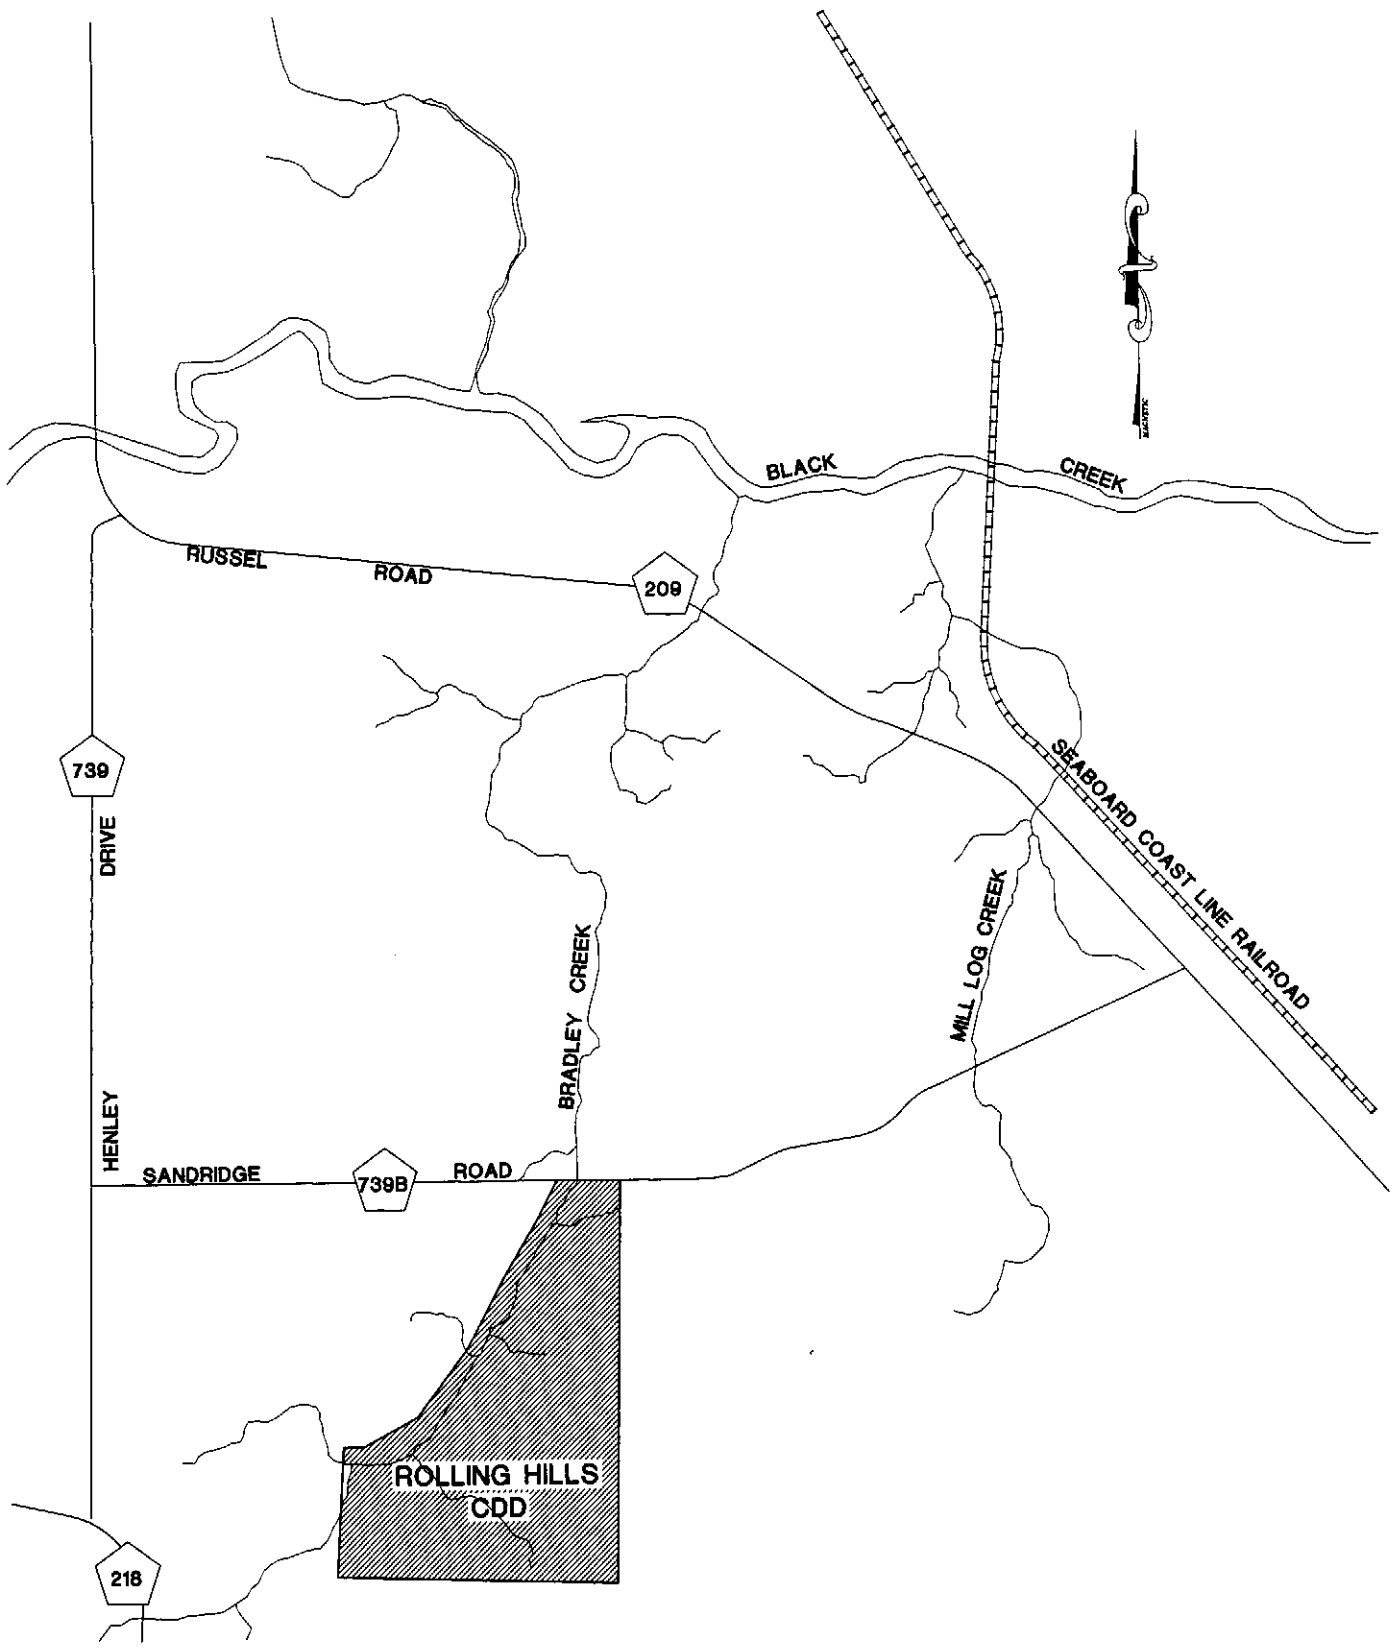 MAGNETIC
BLACK CREEK
RUSSEL ROAD
209
739
SEABOARD COAST LINE RAILROAD
HENLEY DRIVE
MILL LOG CREEK
BRADLEY CREEK
SANDRIDGE ROAD
739B
ROLLING HILLS
CDD
218